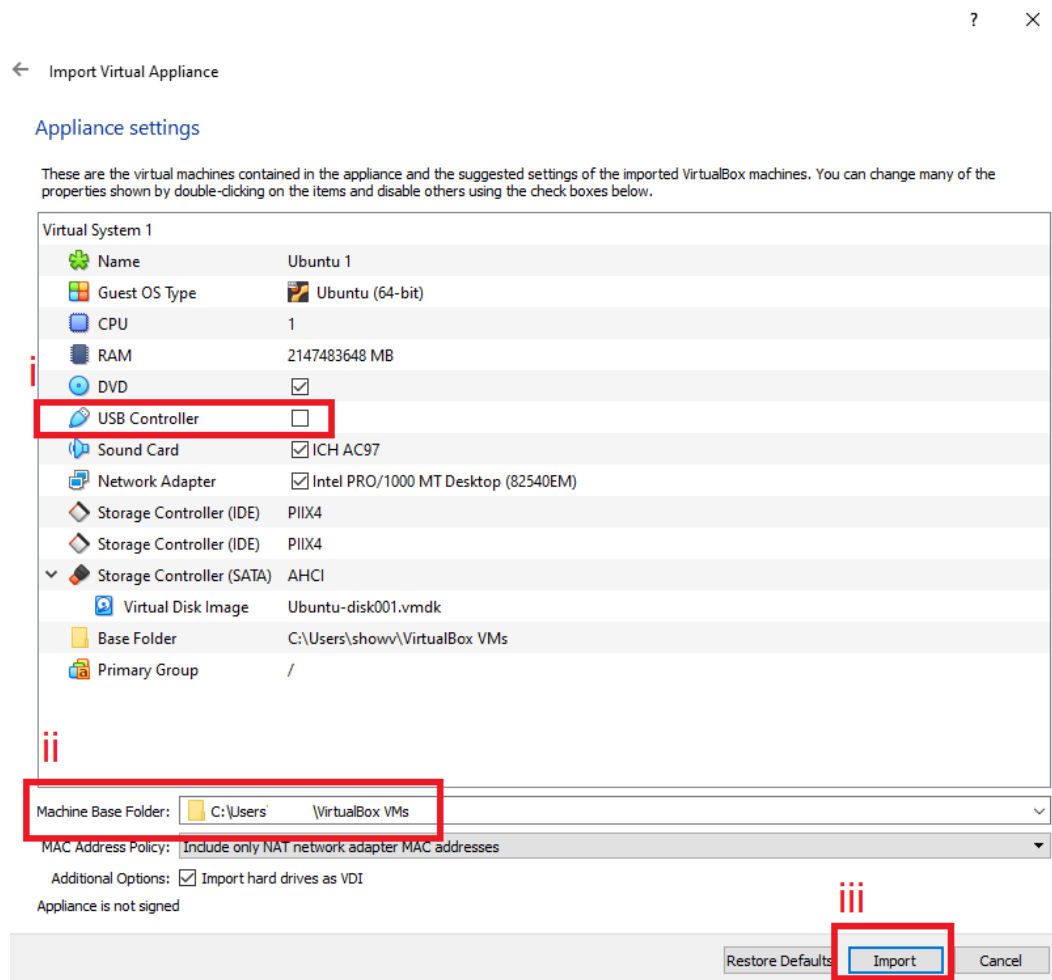 ?
Import Virtual Appliance
Appliance settings
These are the virtual machines contained in the appliance and the suggested settings of the imported VirtualBox machines. You can change many of the
properties shown by double-clicking on the items and disable others using the check boxes below.
Virtual System 1
Name Ubuntu 1
Guest OS Type Ubuntu (64-bit)
CPU 1
RAM 2147483648 MB
i
DVD
USB Controller
Sound Card ICH AC97
Network Adapter Intel PRO/1000 MT Desktop (82540EM)
Storage Controller (IDE) PIIX4
Storage Controller (IDE) PIIX4
Storage Controller (SATA) AHCI
Virtual Disk Image Ubuntu-disk001.vmdk
Base Folder C:\Users\showv\VirtualBox VMs
Primary Group /
ii
Machine Base Folder: C:\Users \VirtualBox VMs
MAC Address Policy: Include only NAT network adapter MAC addresses
Additional Options: Import hard drives as VDI
Appliance is not signed
iii
Restore Defaults Import Cancel